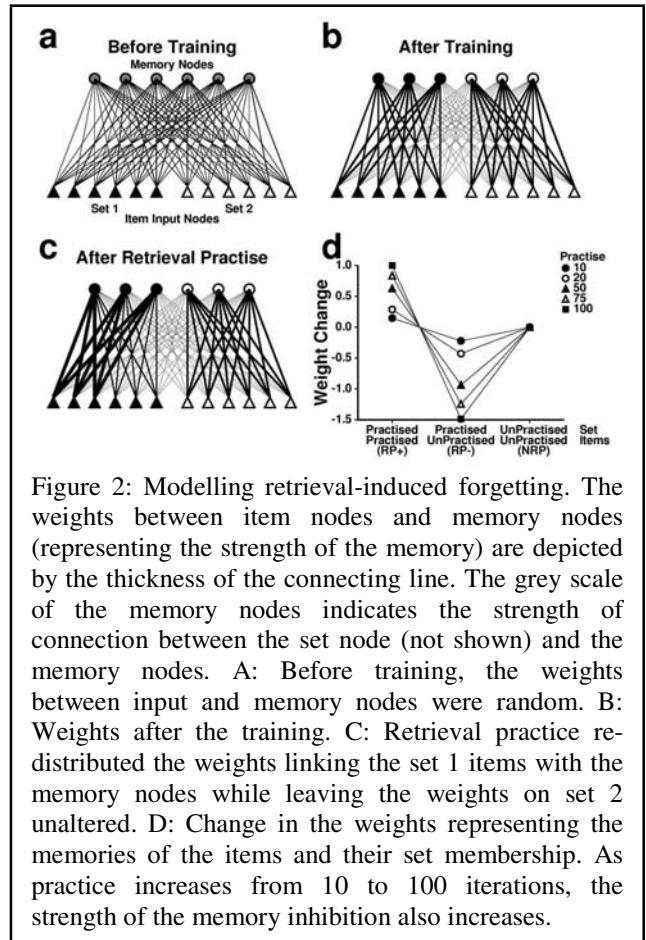 a
Before Training
Memory Nodes
Set 1
Set 2
Item Input Nodes
b
After Training
c
After Retrieval Practise
d
Practise
10
20
50
75
100
Weight Change
1.0
0.5
0.0
-0.5
-1.0
-1.5
Practised Practised (RP+)
Practised UnPractised (RP-)
UnPractised UnPractised (NRP)
Set
Items
Figure 2: Modelling retrieval-induced forgetting. The
weights between item nodes and memory nodes
(representing the strength of the memory) are depicted
by the thickness of the connecting line. The grey scale
of the memory nodes indicates the strength of
connection between the set node (not shown) and the
memory nodes. A: Before training, the weights
between input and memory nodes were random. B:
Weights after the training. C: Retrieval practice re-
distributed the weights linking the set 1 items with the
memory nodes while leaving the weights on set 2
unaltered. D: Change in the weights representing the
memories of the items and their set membership. As
practice increases from 10 to 100 iterations, the
strength of the memory inhibition also increases.